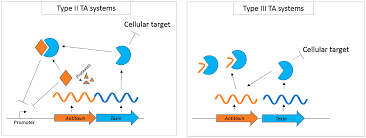 Type II TA systems
Cellular target
Proteases
Promoter
Antitoxin
Toxin
Type III TA systems
Cellular target
Antitoxin
Toxin